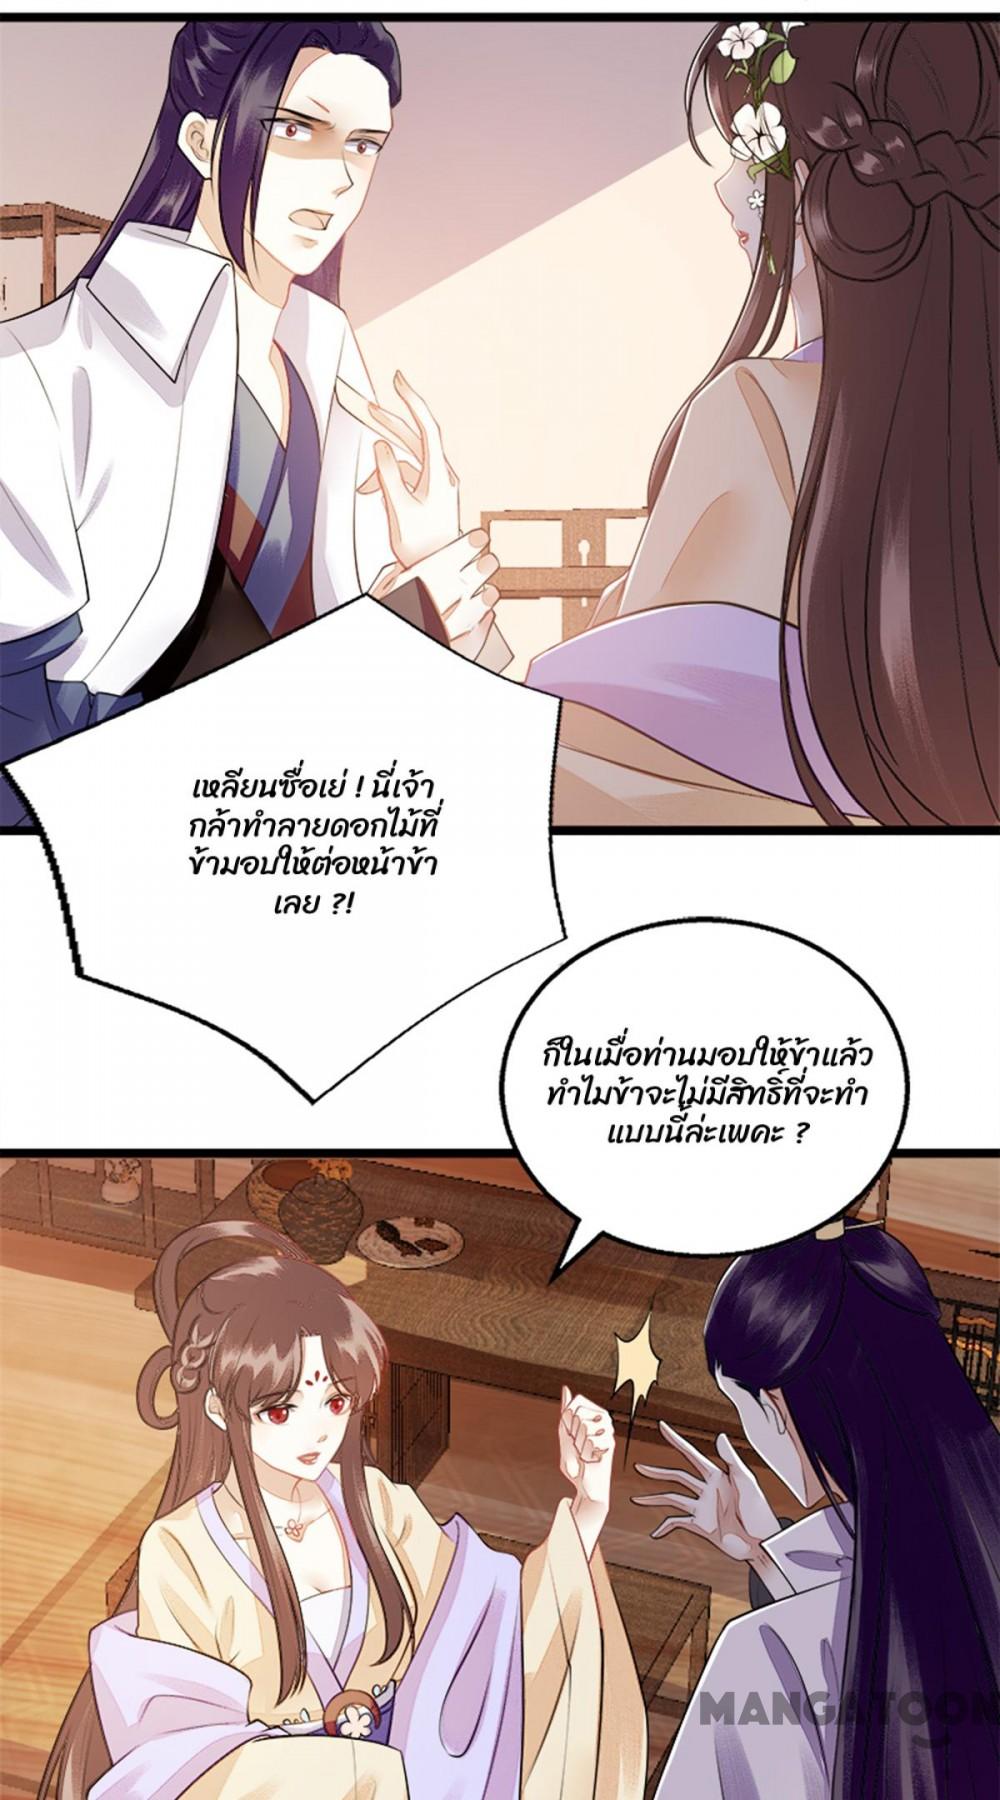 เหลียนซื่อเย่ ! นี่เจ้า
กล้าทำลายดอกไม้ที่
ข้ามอบให้ต่อหน้าข้า
เลย ?!
ก็ในเมื่อท่านมอบให้ข้าแล้ว
ทำไมข้าจะไม่มีสิทธิ์ที่จะทำ
แบบนี้ล่ะเพคะ ?
MANGATOON